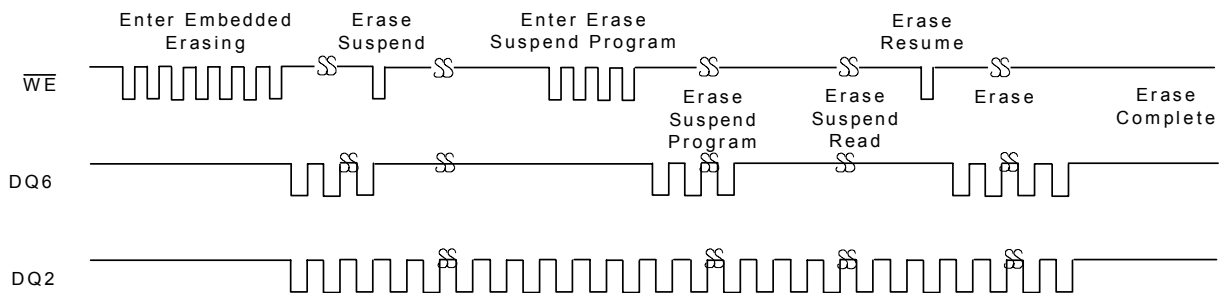 Enter Embedded
Erasing
Erase
Suspend
Enter Erase
Suspend Program
Erase
Resume
WE
Erase
Suspend
Program
Erase
Suspend
Read
Erase
Erase
Complete
DQ6
DQ2